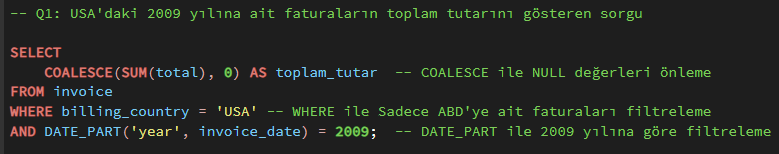 -- Q1: USA'daki 2009 yılına ait faturaların toplam tutarını gösteren sorgu
SELECT
    COALESCE(SUM(total), 0) AS toplam_tutar  -- COALESCE ile NULL değerleri önleme
FROM invoice
WHERE billing_country = 'USA' -- WHERE ile Sadece ABD'ye ait faturaları filtreleme
AND DATE_PART('year', invoice_date) = 2009;  -- DATE_PART ile 2009 yılına göre filtreleme